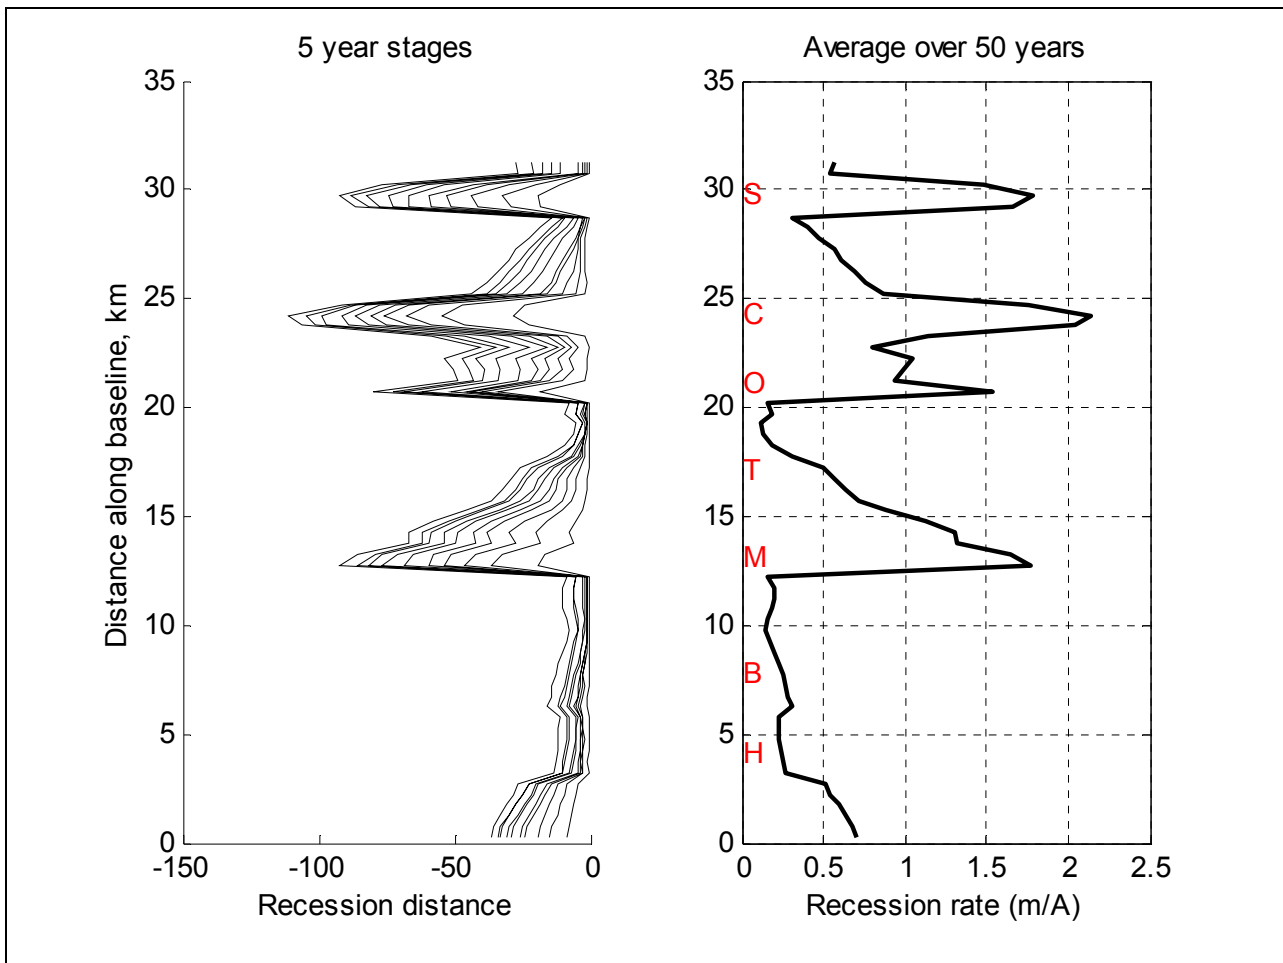 5 year stages
35
30
25
20
15
10
5
0
Distance along baseline, km
-150
-100
-50
0
Recession distance
Average over 50 years
35
30
25
20
15
10
5
0
S
C
O
T
M
B
H
0
0.5
1
1.5
2
2.5
Recession rate (m/A)